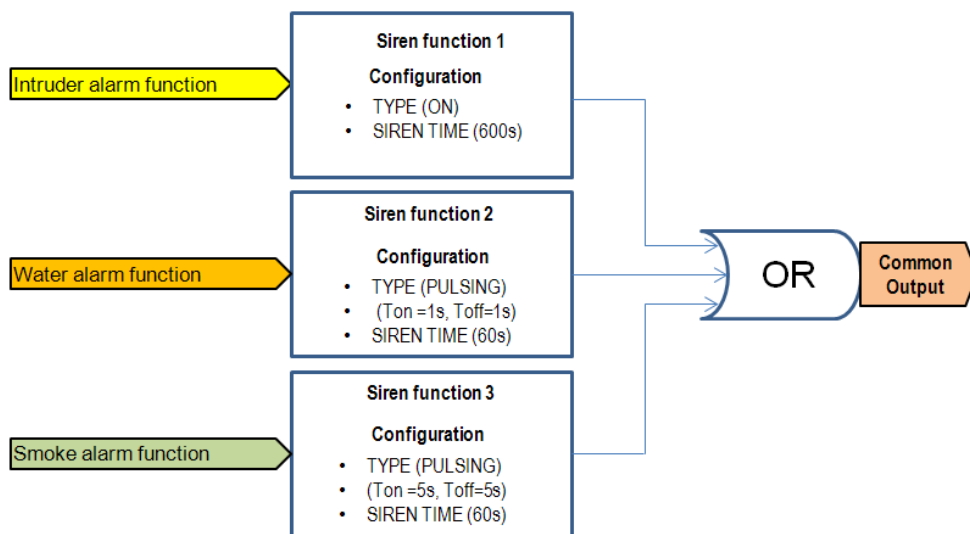 Siren function 1
Intruder alarm function
Configuration
• TYPE (ON)
• SIREN TIME (600s)
Siren function 2
Water alarm function
Configuration
• TYPE (PULSING)
• (Ton =1s, Toff=1s)
• SIREN TIME (60s)
OR
Common
Output
Siren function 3
Smoke alarm function
Configuration
• TYPE (PULSING)
• (Ton =5s, Toff=5s)
• SIREN TIME (60s)